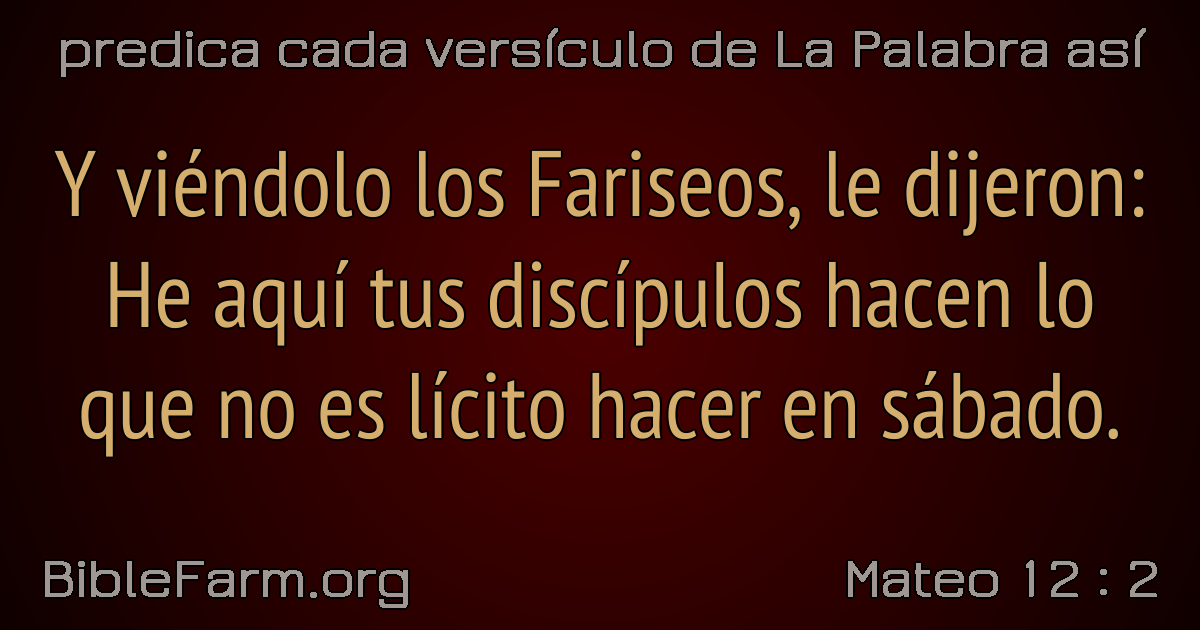 predica cada versículo de La Palabra así
Y viéndolo los Fariseos, le dijeron:
He aquí tus discípulos hacen lo
que no es lícito hacer en sábado.
BibleFarm.org
Mateo 12 : 2